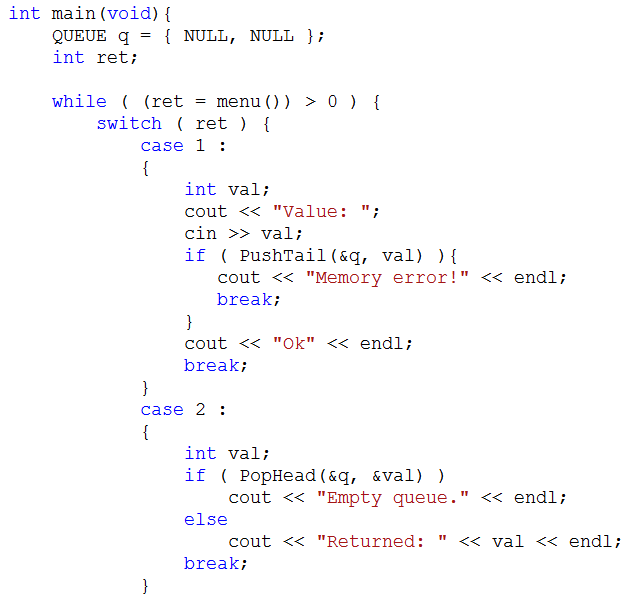 int main(void){
    QUEUE q = { NULL, NULL };
    int ret;

    while ( (ret = menu()) > 0 ) {
        switch ( ret ) {
            case 1 :
            {
                int val;
                cout << "Value: ";
                cin >> val;
                if ( PushTail(&q, val) ){
                   cout << "Memory error!" << endl;
                   break;
                }
                cout << "Ok" << endl;
                break;
            }
            case 2 :
            {
                int val;
                if ( PopHead(&q, &val) )
                    cout << "Empty queue." << endl;
                else
                    cout << "Returned: " << val << endl;
                break;
            }